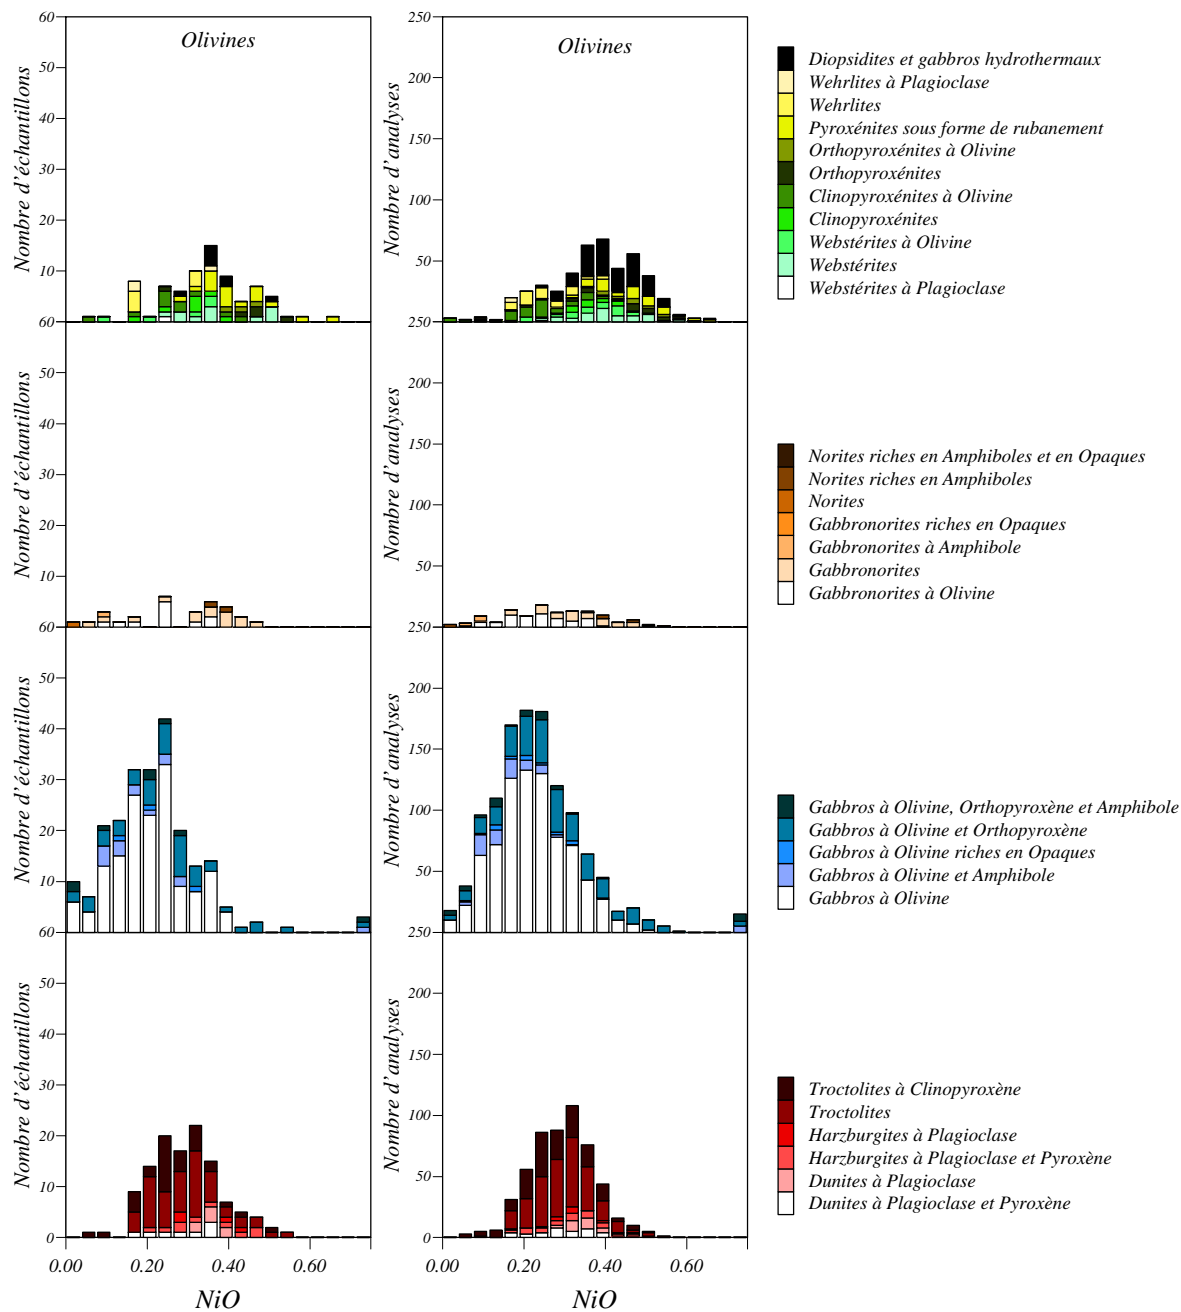 Olivines
Olivines
60
50
40
30
20
10
60
50
40
30
20
10
60
50
40
30
20
10
60
50
40
30
20
10
0
Nombre d'échantillons
Nombre d'échantillons
Nombre d'échantillons
Nombre d'échantillons
0.00 0.20 0.40 0.60
NiO
250
200
150
100
50
250
200
150
100
50
250
200
150
100
50
250
200
150
100
50
0
Nombre d'analyses
Nombre d'analyses
Nombre d'analyses
Nombre d'analyses
0.00 0.20 0.40 0.60
NiO
Diopsidites et gabbros hydrothermaux
Wehrlites à Plagioclase
Wehrlites
Pyroxénites sous forme de rubanement
Orthopyroxénites à Olivine
Orthopyroxénites
Clinopyroxénites à Olivine
Clinopyroxénites
Webstérites à Olivine
Webstérites
Webstérites à Plagioclase
Norites riches en Amphiboles et en Opaques
Norites riches en Amphiboles
Norites
Gabbronorites riches en Opaques
Gabbronorites à Amphibole
Gabbronorites
Gabbronorites à Olivine
Gabbros à Olivine, Orthopyroxène et Amphibole
Gabbros à Olivine et Orthopyroxène
Gabbros à Olivine riches en Opaques
Gabbros à Olivine et Amphibole
Gabbros à Olivine
Troctolites à Clinopyroxène
Troctolites
Harzburgites à Plagioclase
Harzburgites à Plagioclase et Pyroxène
Dunites à Plagioclase
Dunites à Plagioclase et Pyroxène